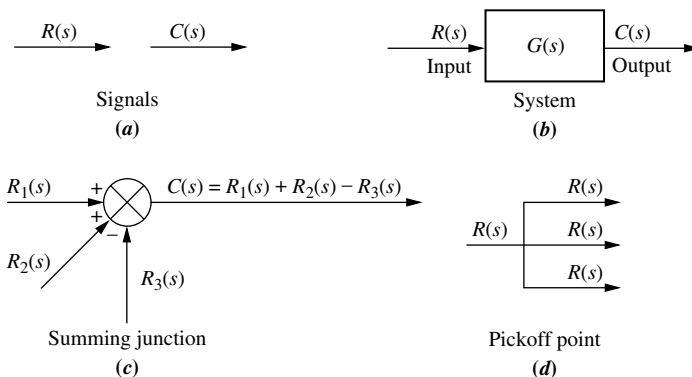 R(s)
C(s)
Signals
(a)
R(s)
Input
G(s)
C(s)
Output
System
(b)
R₁(s)
+
+
−
C(s) = R₁(s) + R₂(s) − R₃(s)
R₂(s)
R₃(s)
Summing junction
(c)
R(s)
R(s)
R(s)
R(s)
Pickoff point
(d)